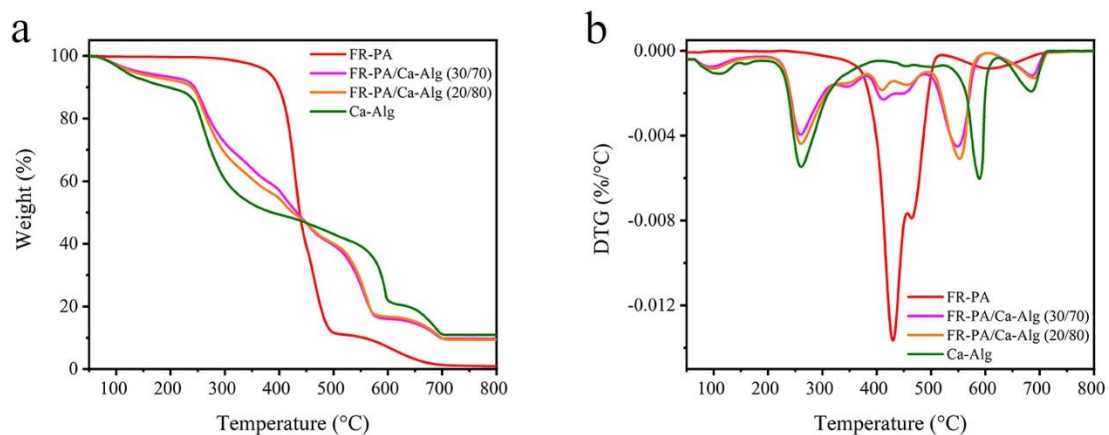 a
100
80
60
40
20
0
Weight (%)
100 200 300 400 500 600 700 800
Temperature (°C)
FR-PA
FR-PA/Ca-Alg (30/70)
FR-PA/Ca-Alg (20/80)
Ca-Alg
b
0.000
-0.004
-0.008
-0.012
DTG (%/°C)
100 200 300 400 500 600 700 800
Temperature (°C)
FR-PA
FR-PA/Ca-Alg (30/70)
FR-PA/Ca-Alg (20/80)
Ca-Alg